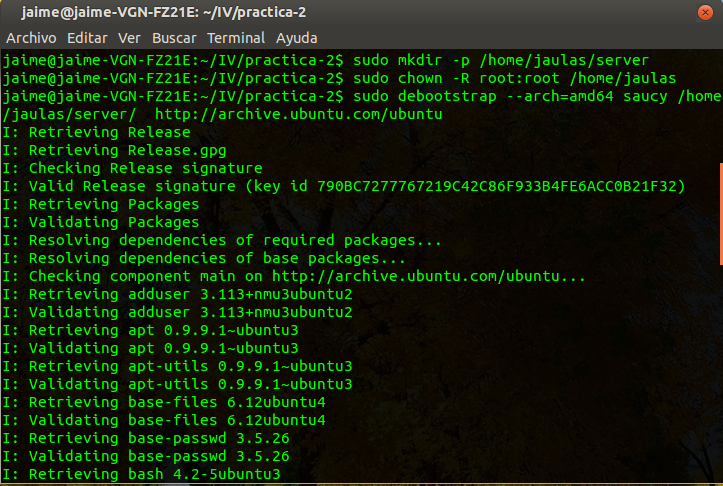 jaime@jaime-VGN-FZ21E: ~/IV/practica-2
Archivo Editar Ver Buscar Terminal Ayuda
jaime@jaime-VGN-FZ21E:~/IV/practica-2$ sudo mkdir -p /home/jaulas/server
jaime@jaime-VGN-FZ21E:~/IV/practica-2$ sudo chown -R root:root /home/jaulas
jaime@jaime-VGN-FZ21E:~/IV/practica-2$ sudo debootstrap --arch=amd64 saucy /home
/jaulas/server/  http://archive.ubuntu.com/ubuntu
I: Retrieving Release
I: Retrieving Release.gpg
I: Checking Release signature
I: Valid Release signature (key id 790BC7277767219C42C86F933B4FE6ACC0B21F32)
I: Retrieving Packages
I: Validating Packages
I: Resolving dependencies of required packages...
I: Resolving dependencies of base packages...
I: Checking component main on http://archive.ubuntu.com/ubuntu...
I: Retrieving adduser 3.113+nmu3ubuntu2
I: Validating adduser 3.113+nmu3ubuntu2
I: Retrieving apt 0.9.9.1~ubuntu3
I: Validating apt 0.9.9.1~ubuntu3
I: Retrieving apt-utils 0.9.9.1~ubuntu3
I: Validating apt-utils 0.9.9.1~ubuntu3
I: Retrieving base-files 6.12ubuntu4
I: Validating base-files 6.12ubuntu4
I: Retrieving base-passwd 3.5.26
I: Validating base-passwd 3.5.26
I: Retrieving bash 4.2-5ubuntu3